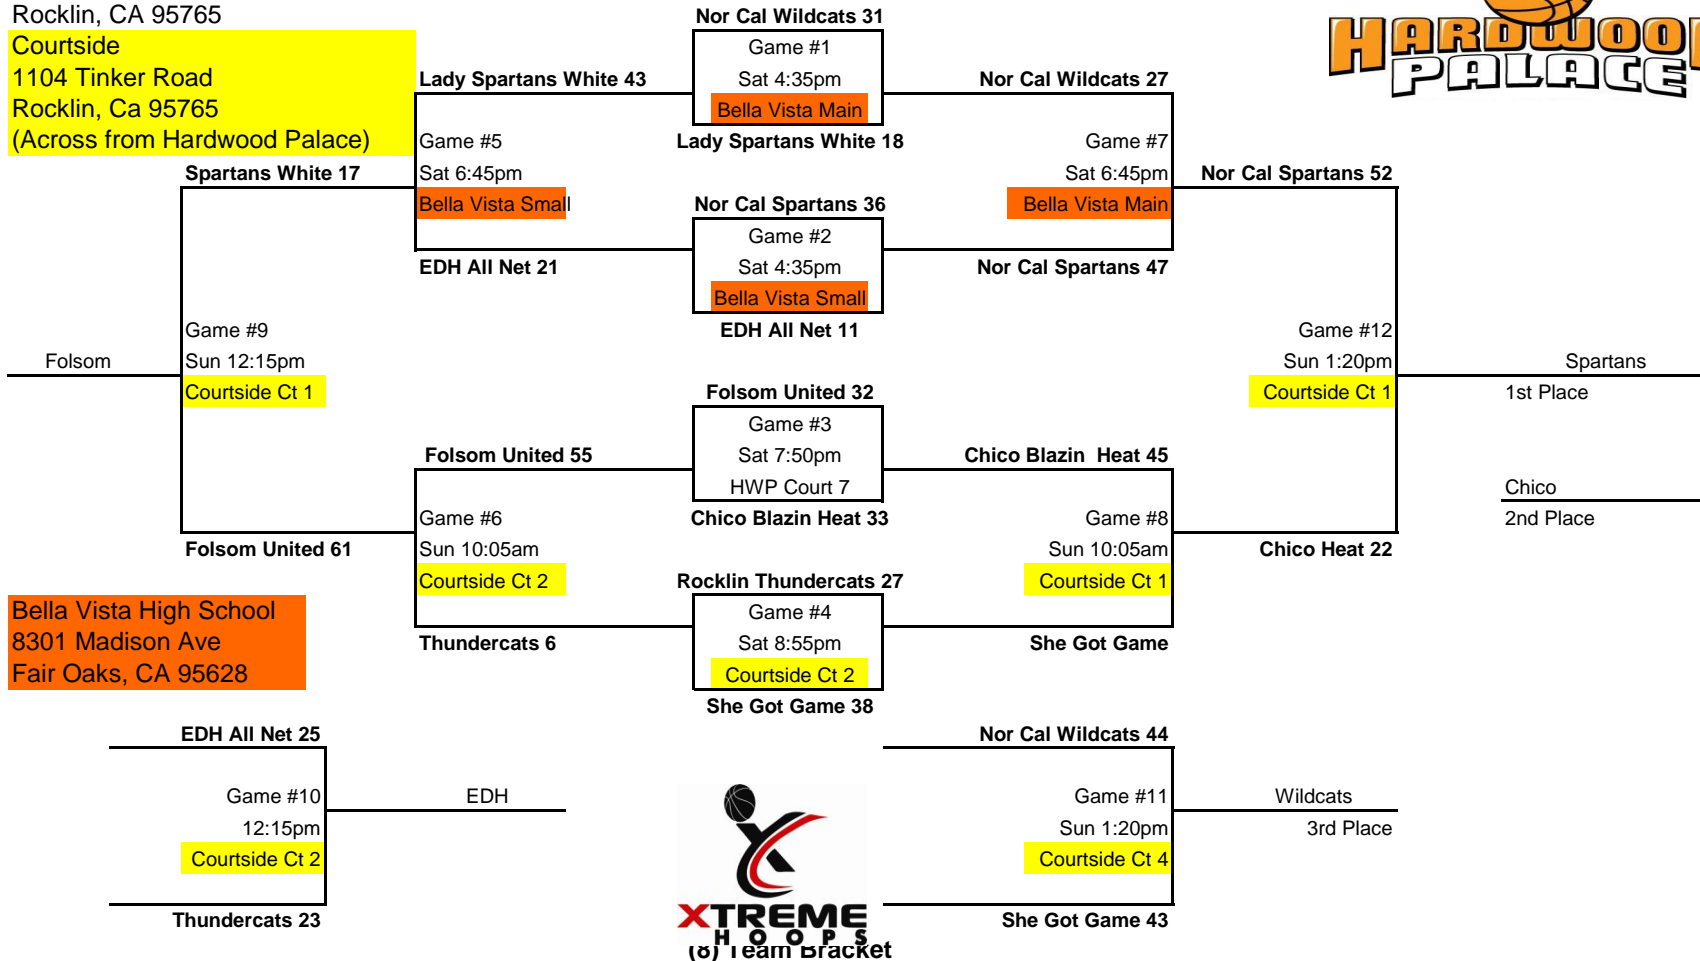 Rocklin, CA 95765
Courtside
1104 Tinker Road
Rocklin, Ca 95765
(Across from Hardwood Palace)
HARDWOO
PALACE
Nor Cal Wildcats 31
Game #1
Sat 4:35pm
Bella Vista Main
Lady Spartans White 18
Lady Spartans White 43
Game #5
Sat 6:45pm
Bella Vista Small
EDH All Net 21
Nor Cal Wildcats 27
Game #7
Sat 6:45pm
Bella Vista Main
Nor Cal Spartans 47
Nor Cal Spartans 36
Game #2
Sat 4:35pm
Bella Vista Small
EDH All Net 11
Spartans White 17
Game #9
Sun 12:15pm
Courtside Ct 1
Folsom United 61
Folsom
Nor Cal Spartans 52
Game #12
Sun 1:20pm
Courtside Ct 1
Chico Heat 22
Spartans
1st Place
Chico
2nd Place
Folsom United 32
Game #3
Sat 7:50pm
HWP Court 7
Chico Blazin Heat 33
Folsom United 55
Game #6
Sun 10:05am
Courtside Ct 2
Thundercats 6
Chico Blazin  Heat 45
Game #8
Sun 10:05am
Courtside Ct 1
She Got Game
Rocklin Thundercats 27
Game #4
Sat 8:55pm
Courtside Ct 2
She Got Game 38
Bella Vista High School
8301 Madison Ave
Fair Oaks, CA 95628
EDH All Net 25
Game #10
12:15pm
Courtside Ct 2
Thundercats 23
EDH
Nor Cal Wildcats 44
Game #11
Sun 1:20pm
Courtside Ct 4
She Got Game 43
Wildcats
3rd Place
XTREME
HOOPS
(8) Team Bracket